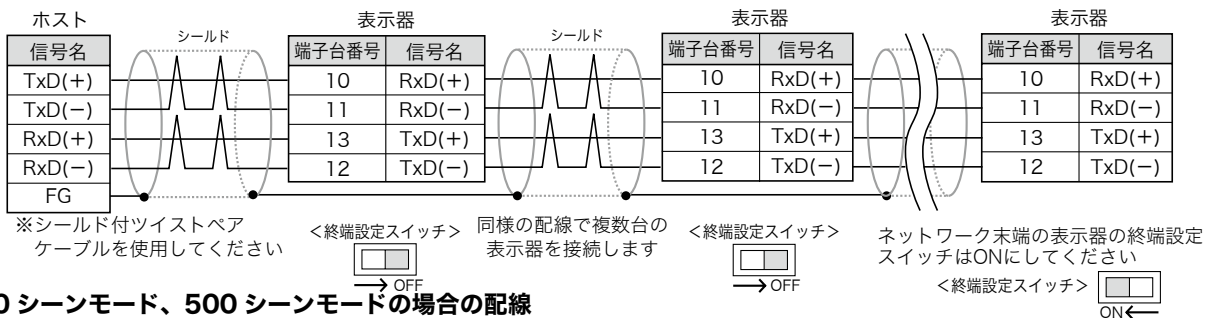 ホスト
信号名
TxD(+)
TxD(−)
RxD(+)
RxD(−)
FG
シールド
表示器
端子台番号 信号名
10 RxD(+)
11 RxD(−)
13 TxD(+)
12 TxD(−)
シールド
表示器
端子台番号 信号名
10 RxD(+)
11 RxD(−)
13 TxD(+)
12 TxD(−)
表示器
端子台番号 信号名
10 RxD(+)
11 RxD(−)
13 TxD(+)
12 TxD(−)
※シールド付ツイストペア
ケーブルを使用してください
<終端設定スイッチ>
OFF
同様の配線で複数台の
表示器を接続します
<終端設定スイッチ>
OFF
ネットワーク末端の表示器の終端設定
スイッチはONにしてください
<終端設定スイッチ>
ON
0 シーンモード、500 シーンモードの場合の配線